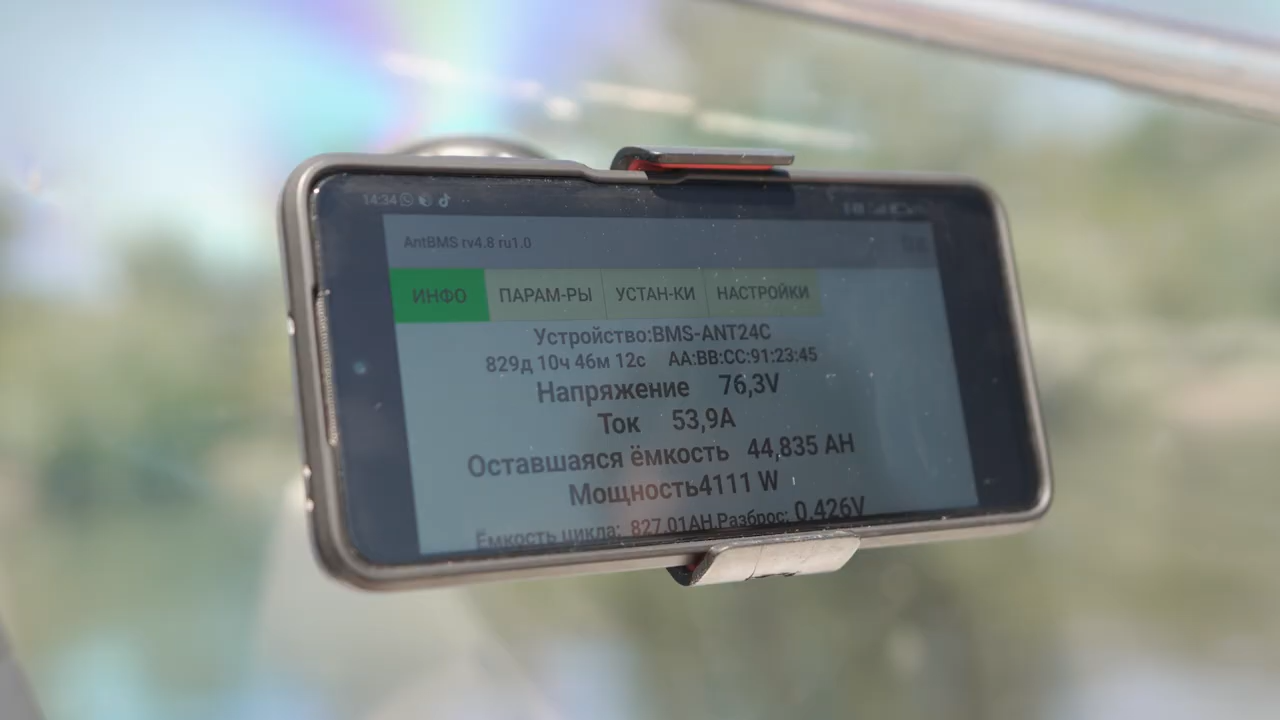 14:34
AntBMS rv4.8 ru1.0
ИНФО ПАРАМ-РЫ УСТАН-КИ НАСТРОЙКИ
Устройство:BMS-ANT24C
829д 10ч 46м 12с AA:BB:CC:91:23:45
Напряжение 76,3V
Ток 53,9A
Оставшаяся ёмкость 44,835 AH
Мощность4111 W
Ёмкость цикла: 827.01AH Разброс: 0.426V